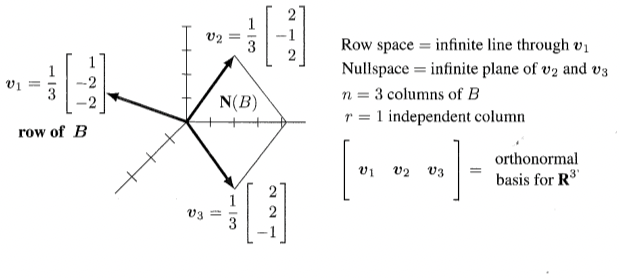 v₁ = 1/3 [1 -2 -2]
row of B
v₂ = 1/3 [2 -1 2]
N(B)
v₃ = 1/3 [2 2 -1]
Row space = infinite line through v₁
Nullspace = infinite plane of v₂ and v₃
n = 3 columns of B
r = 1 independent column
[v₁ v₂ v₃] = orthonormal
basis for R³